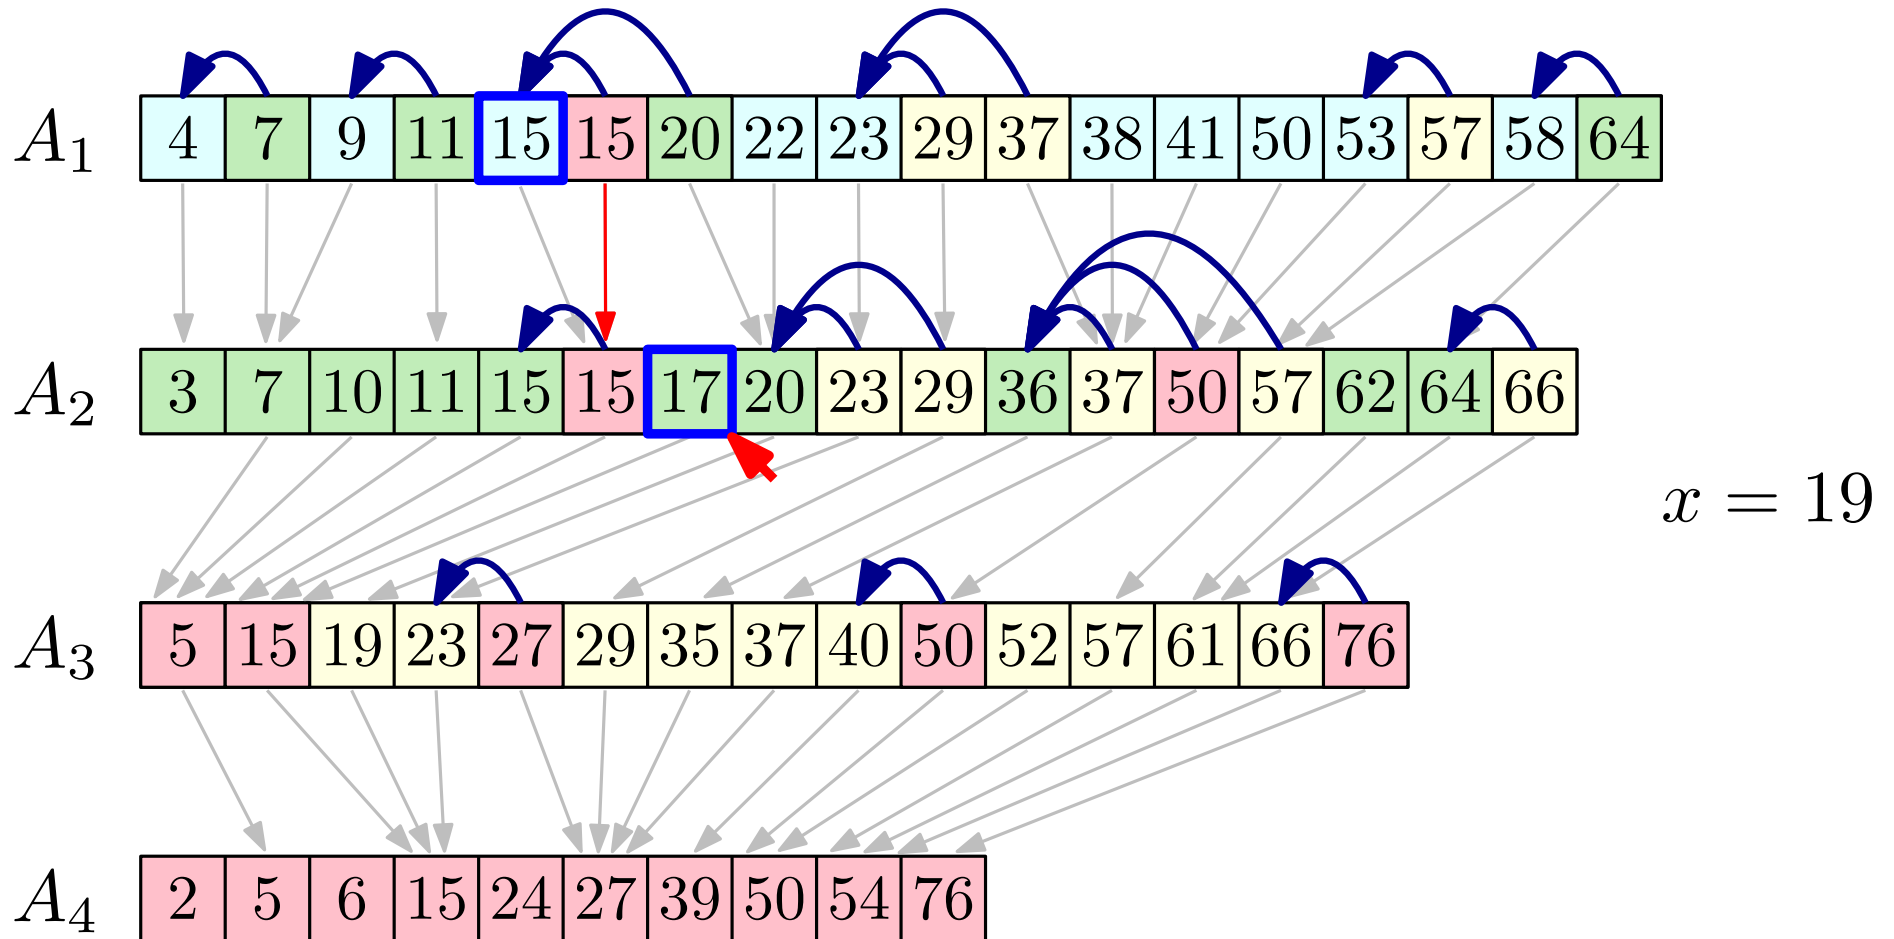 A₁ 4 7 9 11 15 15 20 22 23 29 37 38 41 50 53 57 58 64
A₂ 3 7 10 11 15 15 17 20 23 29 36 37 50 57 62 64 66
x = 19
A₃ 5 15 19 23 27 29 35 37 40 50 52 57 61 66 76
A₄ 2 5 6 15 24 27 39 50 54 76